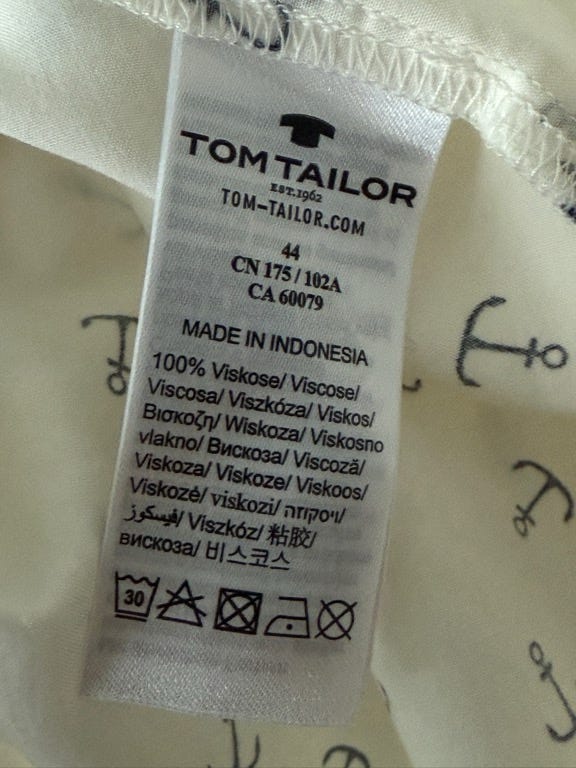 TOM TAILOR
EST.1962
TOM-TAILOR.COM
44
CN 175/102A
CA 60079
MADE IN INDONESIA
100% Viskose/ Viscose/
Viscosa/ Viszkóza/ Viskos/
Βισκοζη/ Wiskoza/ Viskosno
vlakno/ Вискоза/ Viscoză/
Viskoza/ Viskoze/ Viskoos/
Viskozė/ viskozi/ ויסקוזה/
فيسكوز/ Viszkóz/ 粘胶/
вискоза/ 비스코스
30